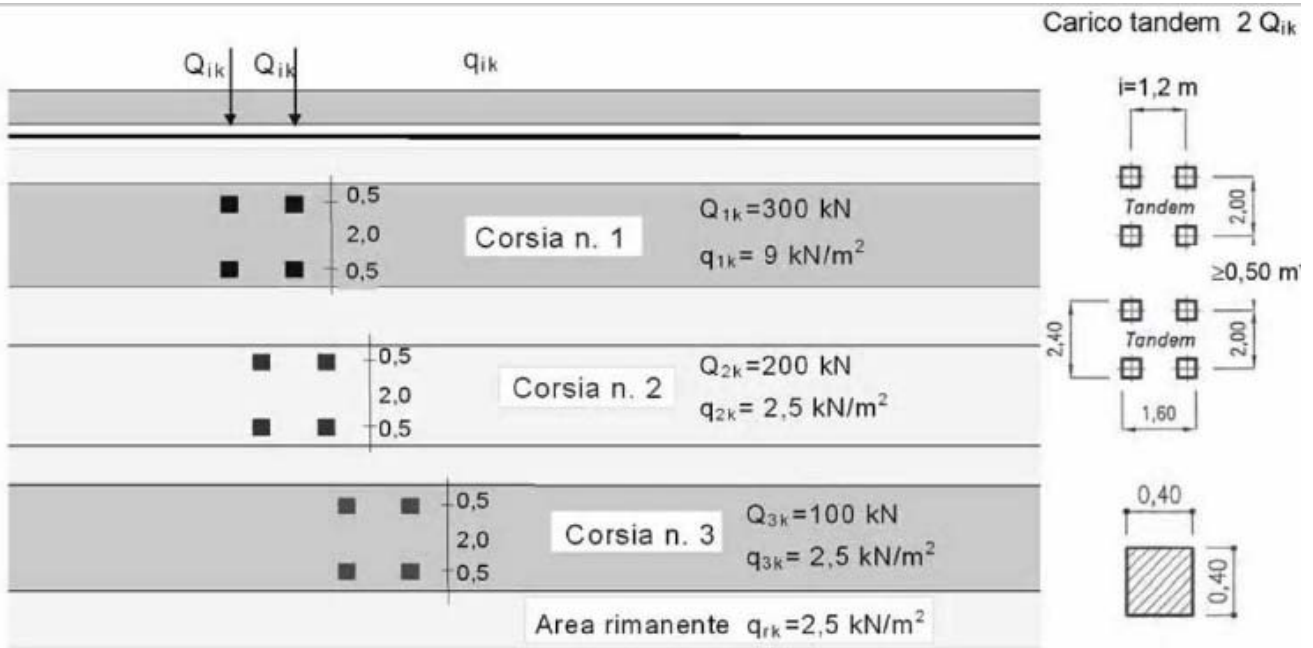 Carico tandem 2 Qik
Qik Qik qik
i=1,2 m
0,5
2,0
0,5
Corsia n. 1
Q1k=300 kN
q1k= 9 kN/m²
Tandem
2,00
≥0,50 m
0,5
2,0
0,5
Corsia n. 2
Q2k=200 kN
q2k= 2,5 kN/m²
2,40
Tandem
2,00
1,60
0,5
2,0
0,5
Corsia n. 3
Q3k=100 kN
q3k= 2,5 kN/m²
0,40
0,40
Area rimanente qrk=2,5 kN/m²